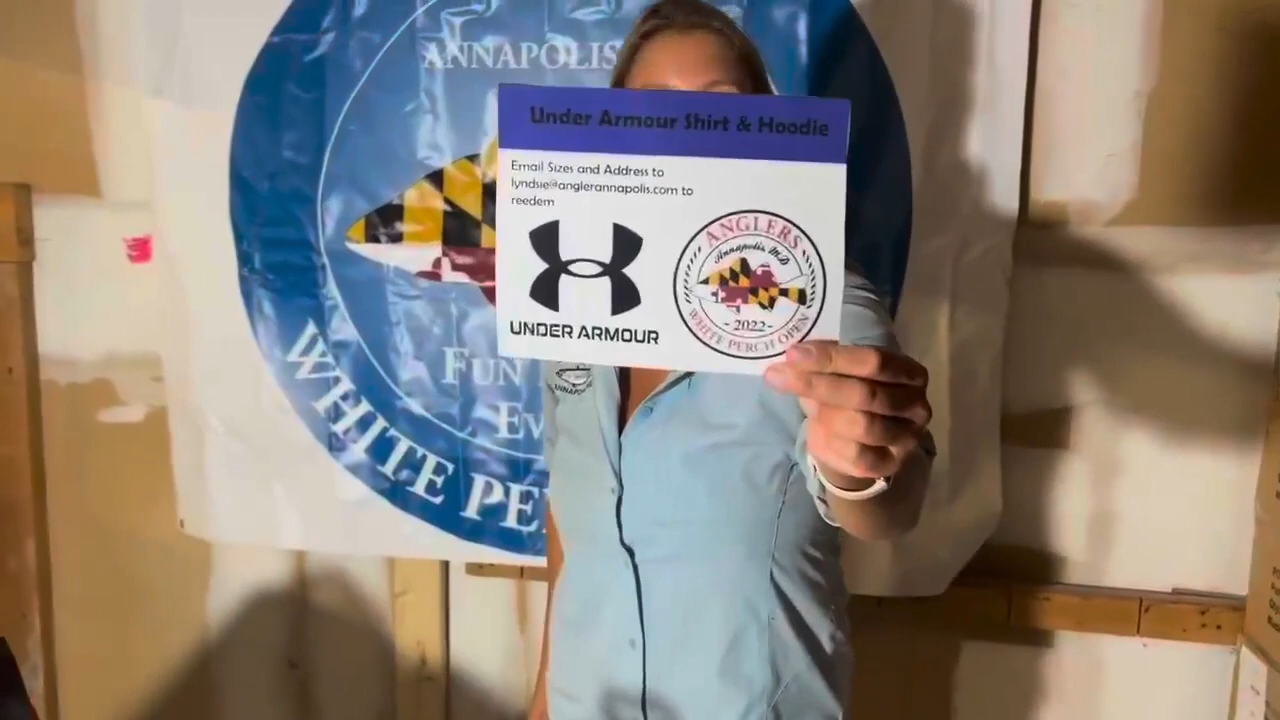 ANNAPOLIS
Under Armour Shirt & Hoodie
Email Sizes and Address to
lyndsie@anglerannapolis.com to
reedem
UNDER ARMOUR
ANGLERS
Annapolis, MD
- 2022 -
WHITE PERCH OPEN
FUN
EV
WHITE PE